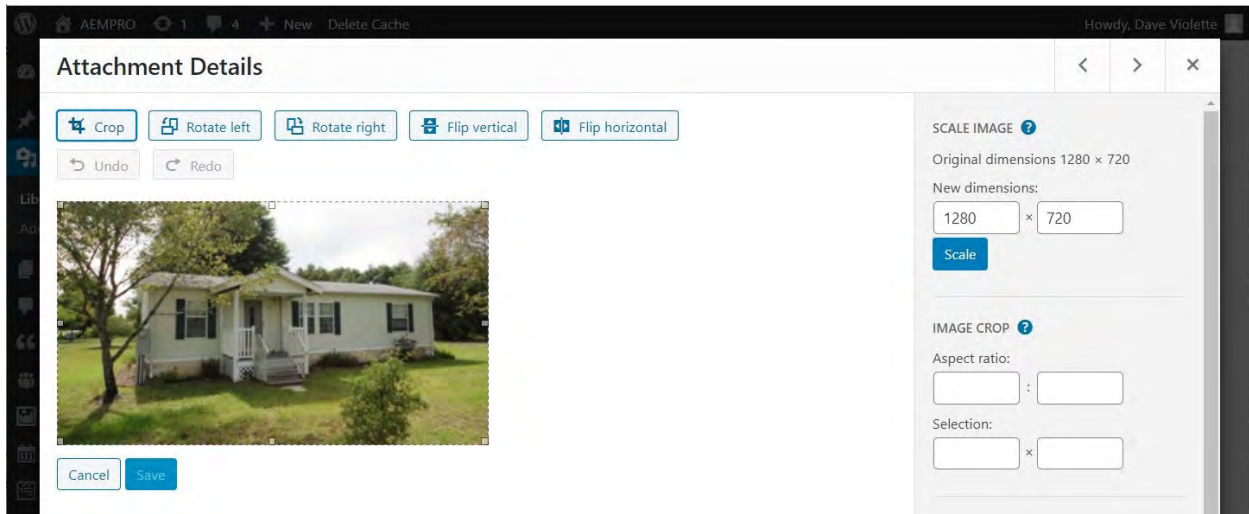 AEMPRO 1 4 New Delete Cache Howdy, Dave Violette
Attachment Details
Crop Rotate left Rotate right Flip vertical Flip horizontal
Undo Redo
Lib
Add
Cancel Save
SCALE IMAGE ?
Original dimensions 1280 × 720
New dimensions:
1280 × 720
Scale
IMAGE CROP ?
Aspect ratio:
:
Selection:
×